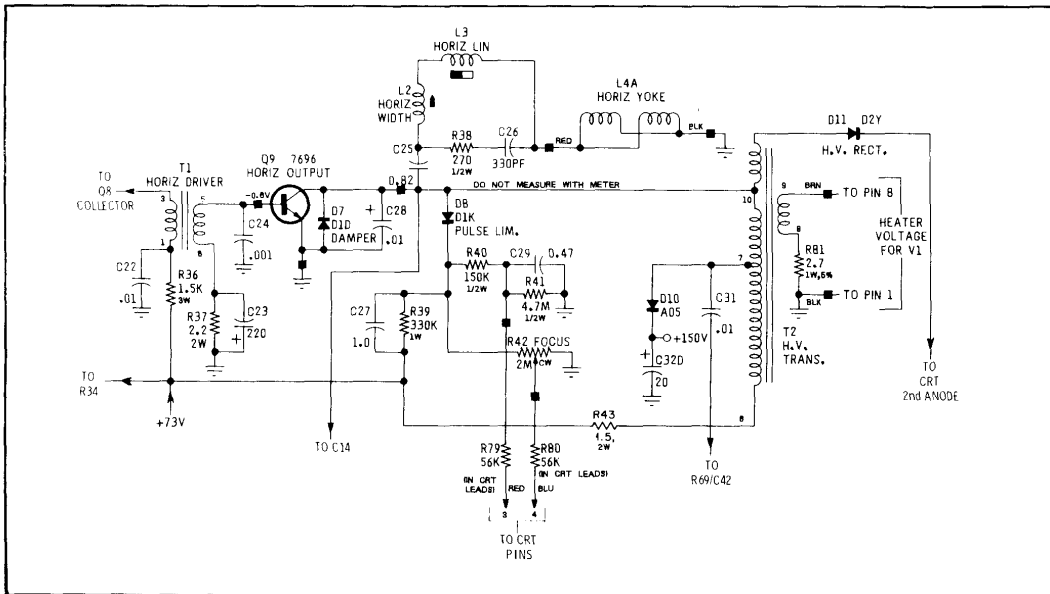 L3
HORIZ LIN
L2
HORIZ
WIDTH
L4A
HORIZ YOKE
RED
BLK
R38
270
1/2W
C26
330PF
C25
0.82
D11 D2Y
H.V. RECT.
T1
HORIZ DRIVER
TO
Q8
COLLECTOR
3
1
5
6
Q9 7696
HORIZ OUTPUT
-0.8V
C24
.001
D7
D1D
DAMPER
+
C28
.01
DO NOT MEASURE WITH METER
D8
D1K
PULSE LIM.
R40
150K
1/2W
C29 0.47
R41
4.7M
1/2W
10
9
BRN
TO PIN 8
8
R81
2.7
1W,5%
BLK
TO PIN 1
HEATER
VOLTAGE
FOR V1
T2
H.V.
TRANS.
7
C22
.01
R36
1.5K
3W
R37
2.2
2W
C23
220
+
C27
1.0
R39
330K
1W
R42 FOCUS
2M
CW
D10
A05
+150V
+
C32D
20
C31
.01
TO
R34
+73V
TO C14
R43
1.5,
2W
8
TO
CRT
2nd ANODE
R79
56K
(IN CRT
LEADS)
RED
R80
56K
(IN CRT LEADS)
BLU
3
4
TO CRT
PINS
TO
R69/C42